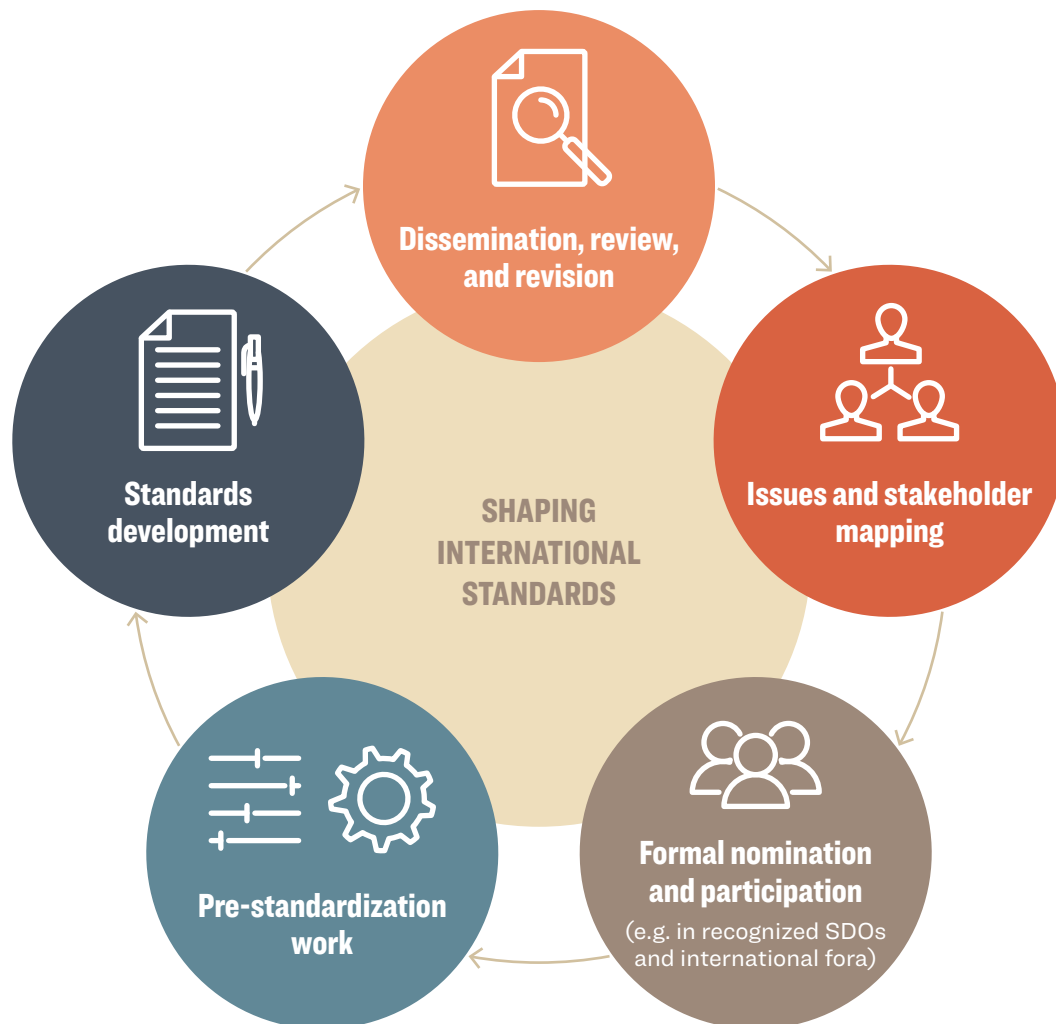 Dissemination, review,
and revision
Issues and stakeholder
mapping
Formal nomination
and participation
(e.g. in recognized SDOs
and international fora)
Pre-standardization
work
Standards
development
SHAPING
INTERNATIONAL
STANDARDS